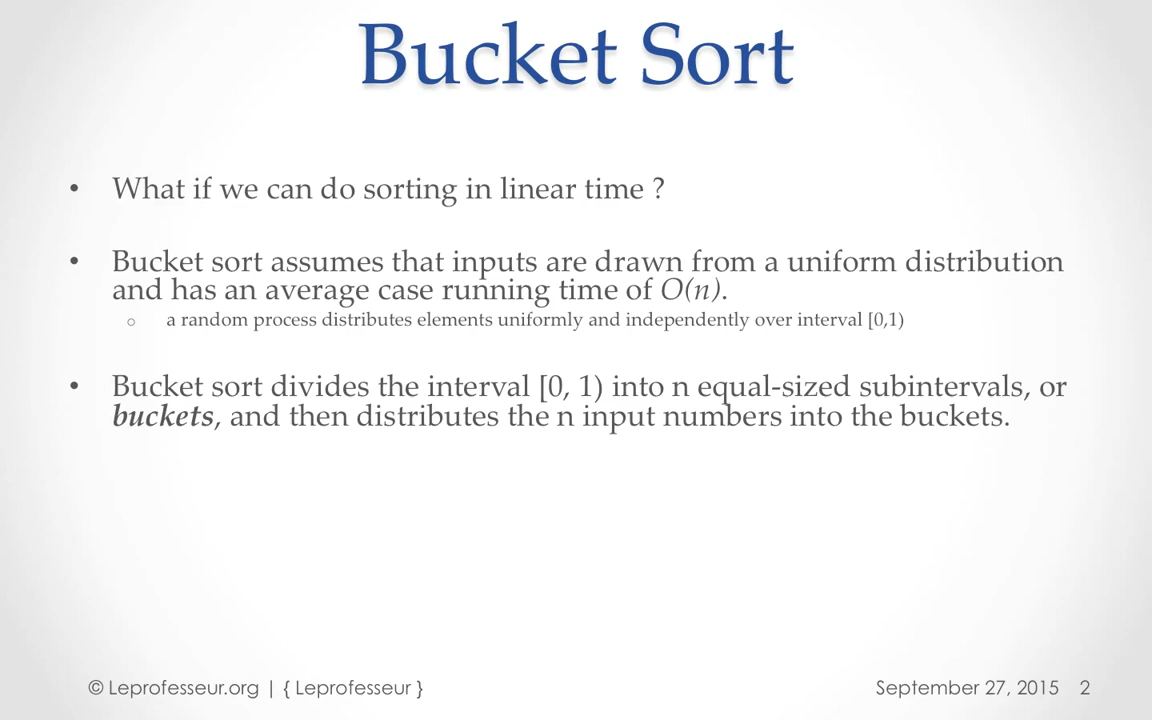 Bucket Sort
• What if we can do sorting in linear time ?
• Bucket sort assumes that inputs are drawn from a uniform distribution
and has an average case running time of O(n).
○ a random process distributes elements uniformly and independently over interval [0,1)
• Bucket sort divides the interval [0, 1) into n equal-sized subintervals, or
buckets, and then distributes the n input numbers into the buckets.
© Leprofesseur.org | { Leprofesseur } September 27, 2015 2